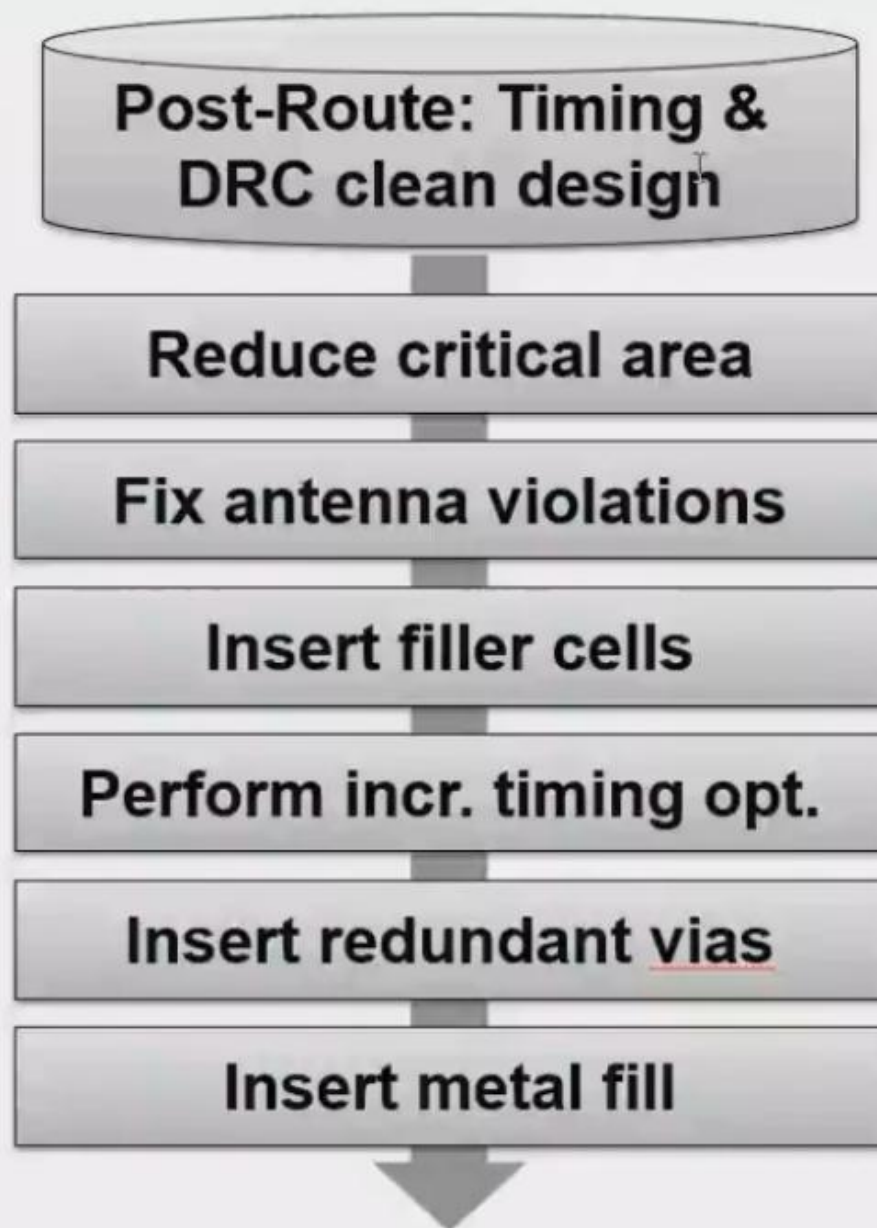 Post-Route: Timing &
DRC clean design
Reduce critical area
Fix antenna violations
Insert filler cells
Perform incr. timing opt.
Insert redundant vias
Insert metal fill